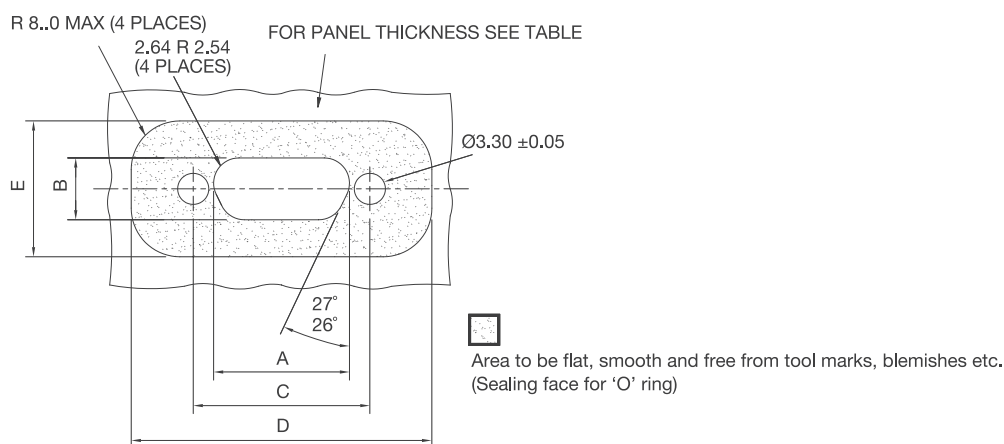 R 8..0 MAX (4 PLACES)
FOR PANEL THICKNESS SEE TABLE
2.64 R 2.54
(4 PLACES)
Ø3.30 ±0.05
E
B
27°
26°
A
C
D
Area to be flat, smooth and free from tool marks, blemishes etc.
(Sealing face for ‘O’ ring)